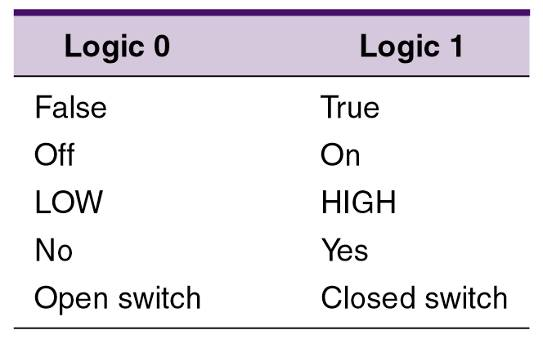 Logic 0 Logic 1
False True
Off On
LOW HIGH
No Yes
Open switch Closed switch